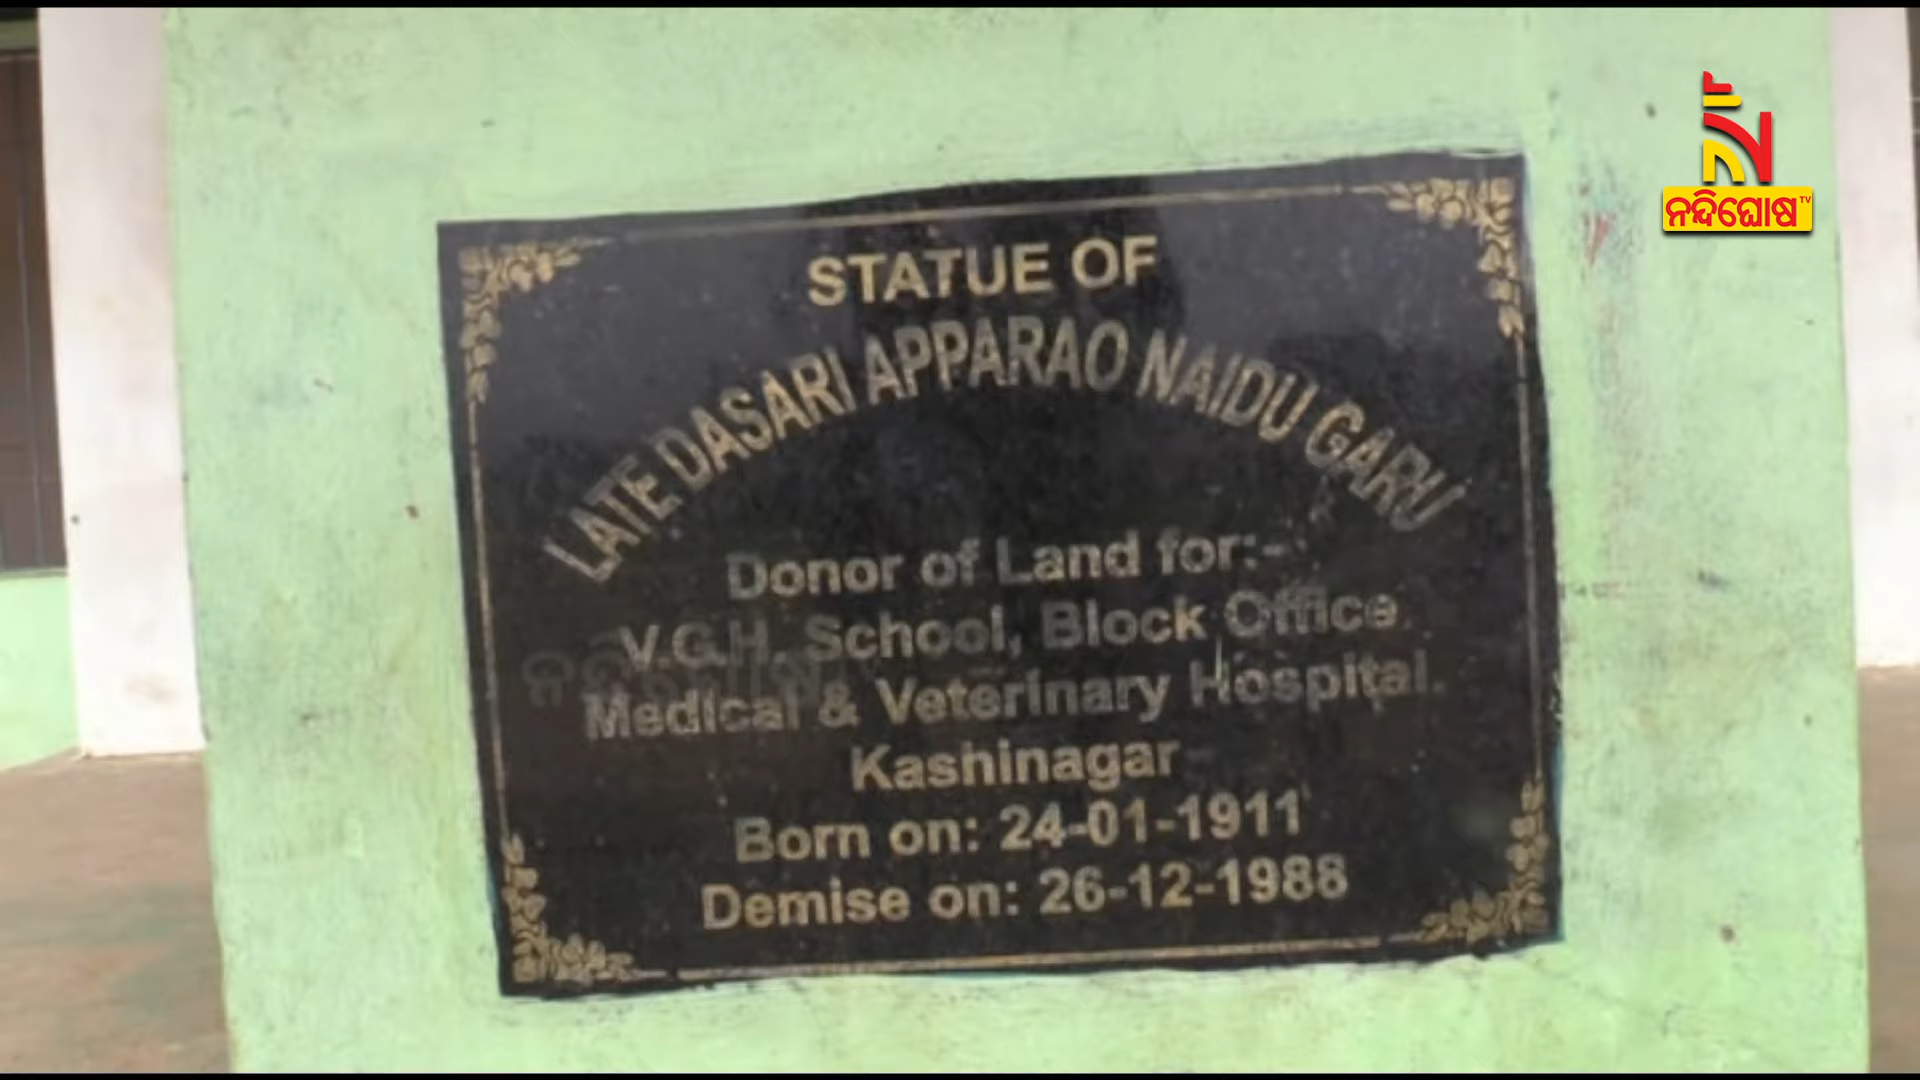 STATUE OF
LATE DASARI APPARAO NAIDU GARU
Donor of Land for:-
V.G.H. School, Block Office
Medical & Veterinary Hospital.
Kashinagar
Born on: 24-01-1911
Demise on: 26-12-1988
ନନ୍ଦିଘୋଷ TV